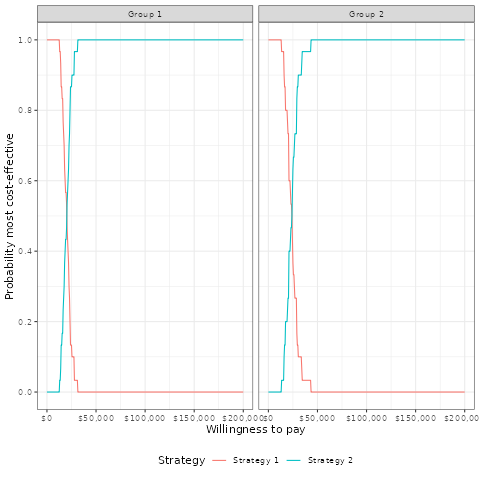 Group 1 Group 2
Probability most cost-effective
1.0
0.8
0.6
0.4
0.2
0.0
$0 $50,000 $100,000 $150,000 $200,000 $0 $50,000 $100,000 $150,000 $200,00
Willingness to pay
Strategy Strategy 1 Strategy 2